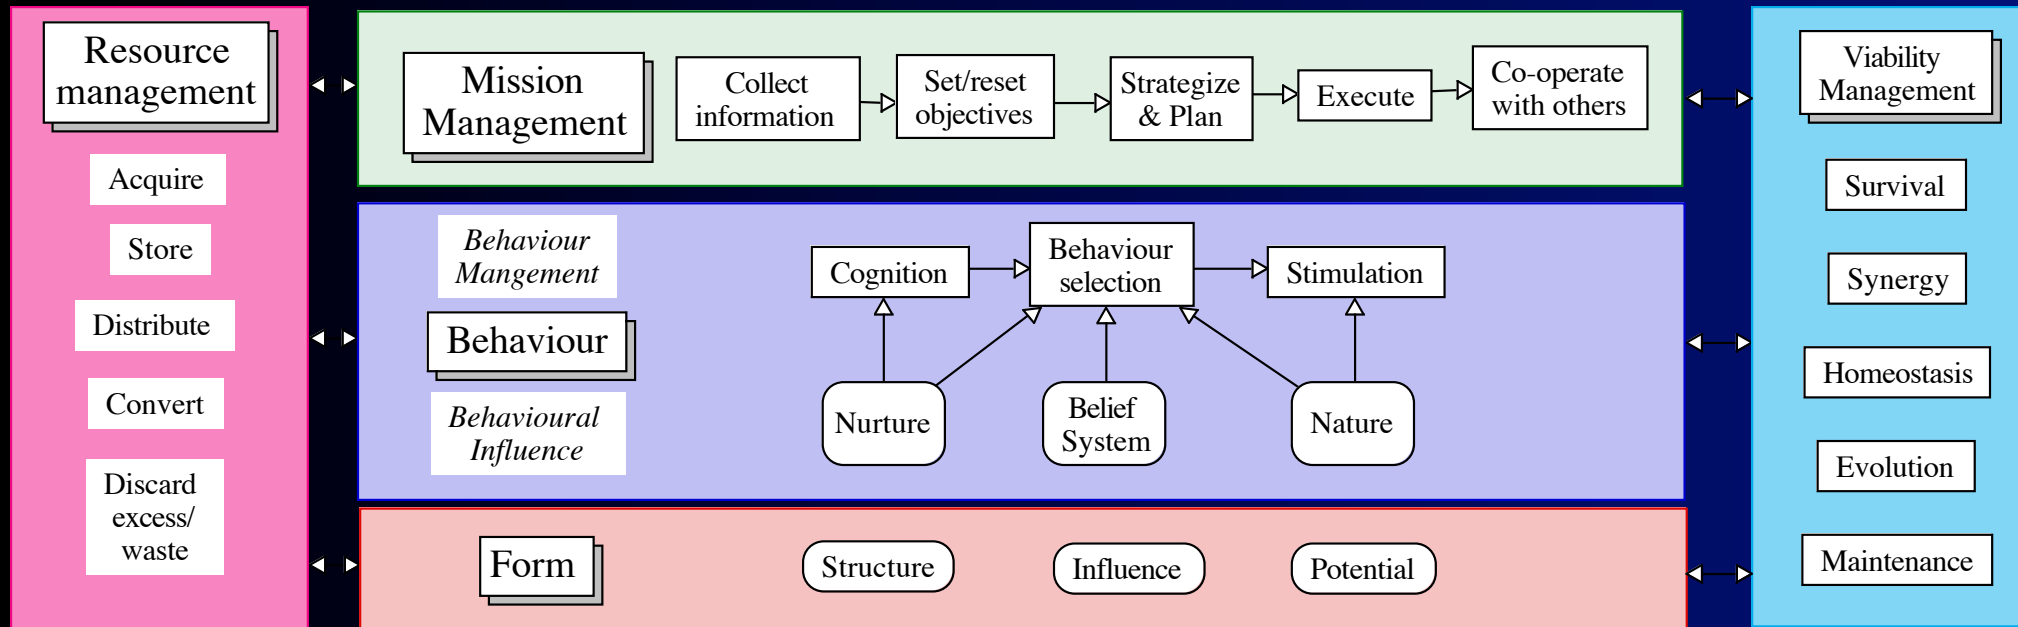 Resource
management
Acquire
Store
Distribute
Convert
Discard
excess/
waste
Mission
Management
Collect
information
Set/reset
objectives
Strategize
& Plan
Execute
Co-operate
with others
Behaviour
Mangement
Behaviour
Behavioural
Influence
Cognition
Behaviour
selection
Stimulation
Nurture
Belief
System
Nature
Form
Structure
Influence
Potential
Viability
Management
Survival
Synergy
Homeostasis
Evolution
Maintenance